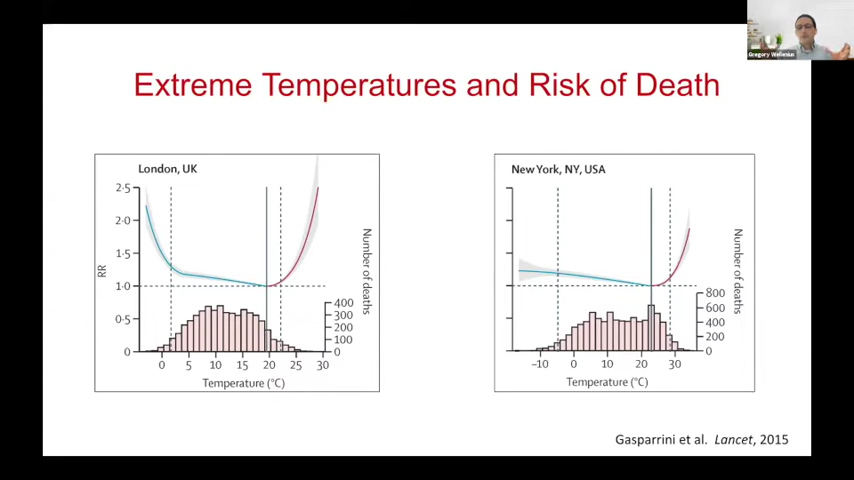 Gregory Wellenius
Extreme Temperatures and Risk of Death
London, UK
2·5
2·0
1·5
1·0
0·5
0
RR
400
300
200
100
0
Number of deaths
0 5 10 15 20 25 30
Temperature (°C)
New York, NY, USA
800
600
400
200
0
Number of deaths
−10 0 10 20 30
Temperature (°C)
Gasparrini et al. Lancet, 2015